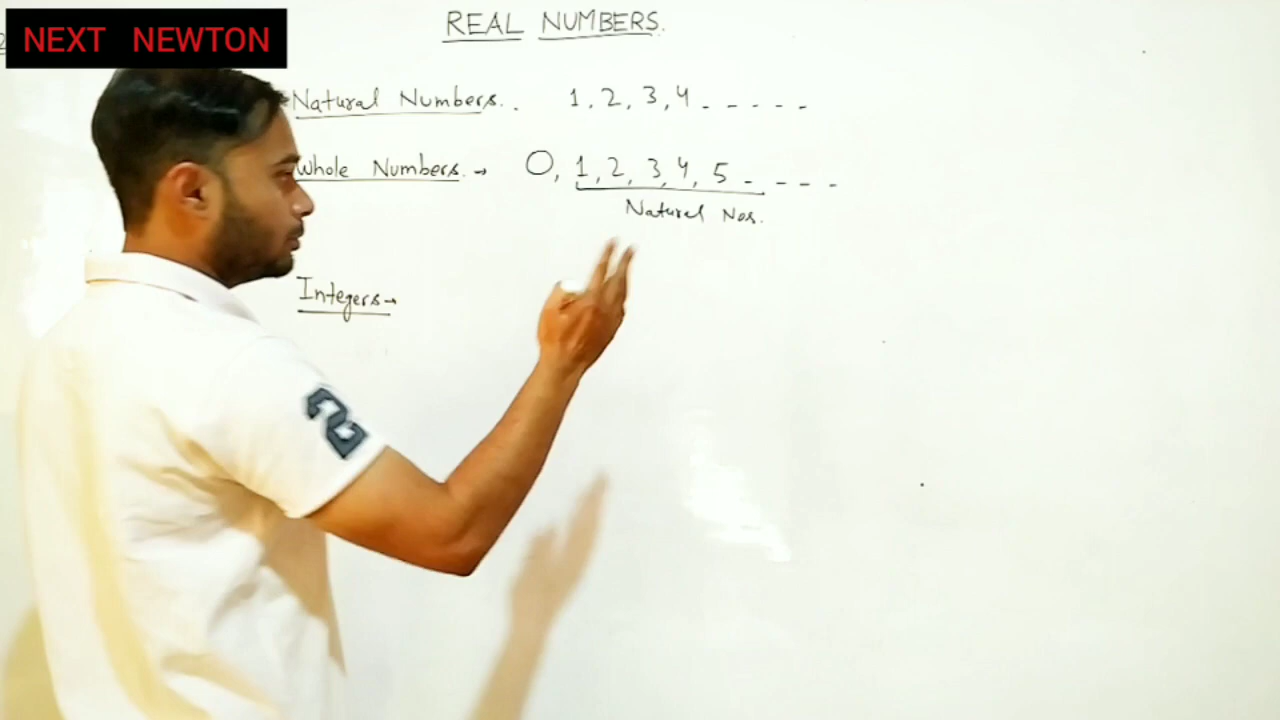 NEXT NEWTON
REAL NUMBERS.
Natural Numbers. . 1, 2, 3, 4 - - - - -
Whole Numbers. → 0, 1, 2, 3, 4, 5 - - - -
Natural Nos.
Integers →
2